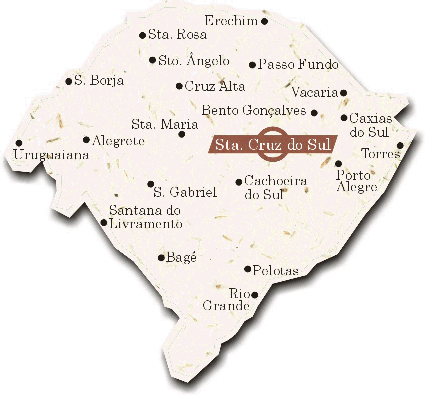 Erechim
Sta. Rosa
Sto. Ângelo
Passo Fundo
S. Borja
Cruz Alta
Vacaria
Bento Gonçalves
Caxias
do Sul
Sta. Maria
Alegrete
Sta. Cruz do Sul
Uruguaiana
Torres
Porto
Alegre
S. Gabriel
Cachoeira
do Sul
Santana do
Livramento
Bagé
Pelotas
Rio
Grande